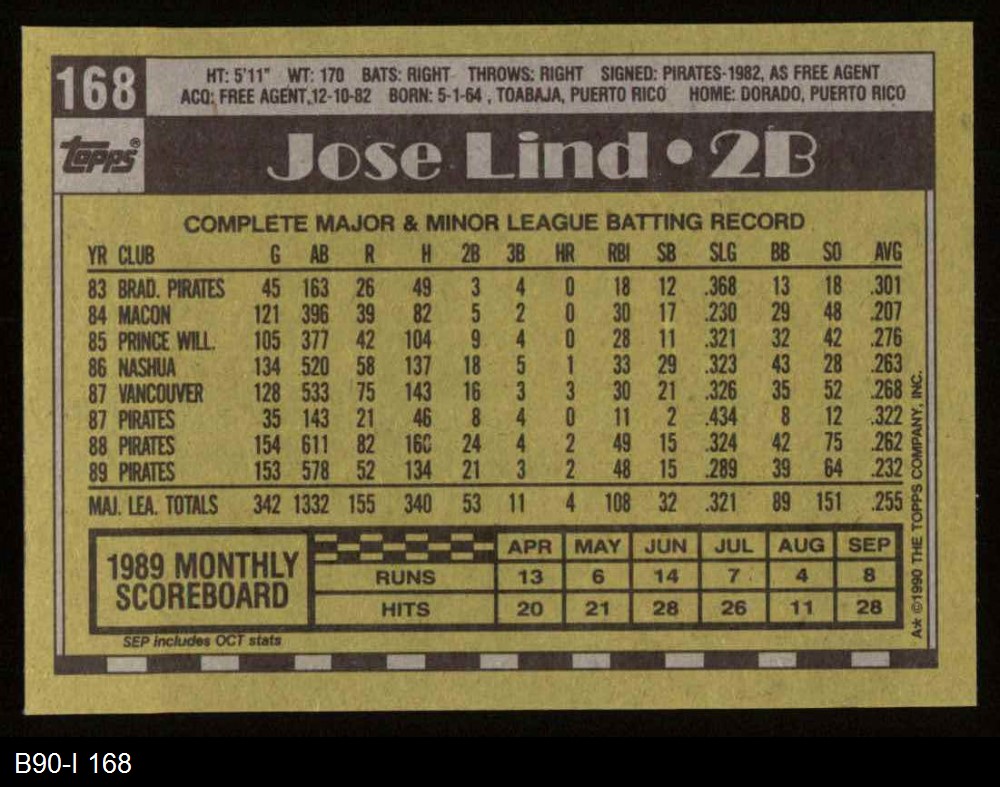 168
HT: 5'11" WT: 170 BATS: RIGHT THROWS: RIGHT SIGNED: PIRATES-1982, AS FREE AGENT
ACQ: FREE AGENT,12-10-82 BORN: 5-1-64 , TOABAJA, PUERTO RICO HOME: DORADO, PUERTO RICO
topps®
Jose Lind • 2B
COMPLETE MAJOR & MINOR LEAGUE BATTING RECORD
YR CLUB G AB R H 2B 3B HR RBI SB SLG BB SO AVG
83 BRAD. PIRATES 45 163 26 49 3 4 0 18 12 .368 13 18 .301
84 MACON 121 396 39 82 5 2 0 30 17 .230 29 48 .207
85 PRINCE WILL. 105 377 42 104 9 4 0 28 11 .321 32 42 .276
86 NASHUA 134 520 58 137 18 5 1 33 29 .323 43 28 .263
87 VANCOUVER 128 533 75 143 16 3 3 30 21 .326 35 52 .268
87 PIRATES 35 143 21 46 8 4 0 11 2 .434 8 12 .322
88 PIRATES 154 611 82 160 24 4 2 49 15 .324 42 75 .262
89 PIRATES 153 578 52 134 21 3 2 48 15 .289 39 64 .232
MAJ. LEA. TOTALS 342 1332 155 340 53 11 4 108 32 .321 89 151 .255
1989 MONTHLY SCOREBOARD
APR MAY JUN JUL AUG SEP
RUNS 13 6 14 7 4 8
HITS 20 21 28 26 11 28
SEP includes OCT stats
A* ©1990 THE TOPPS COMPANY, INC.
B90-I 168